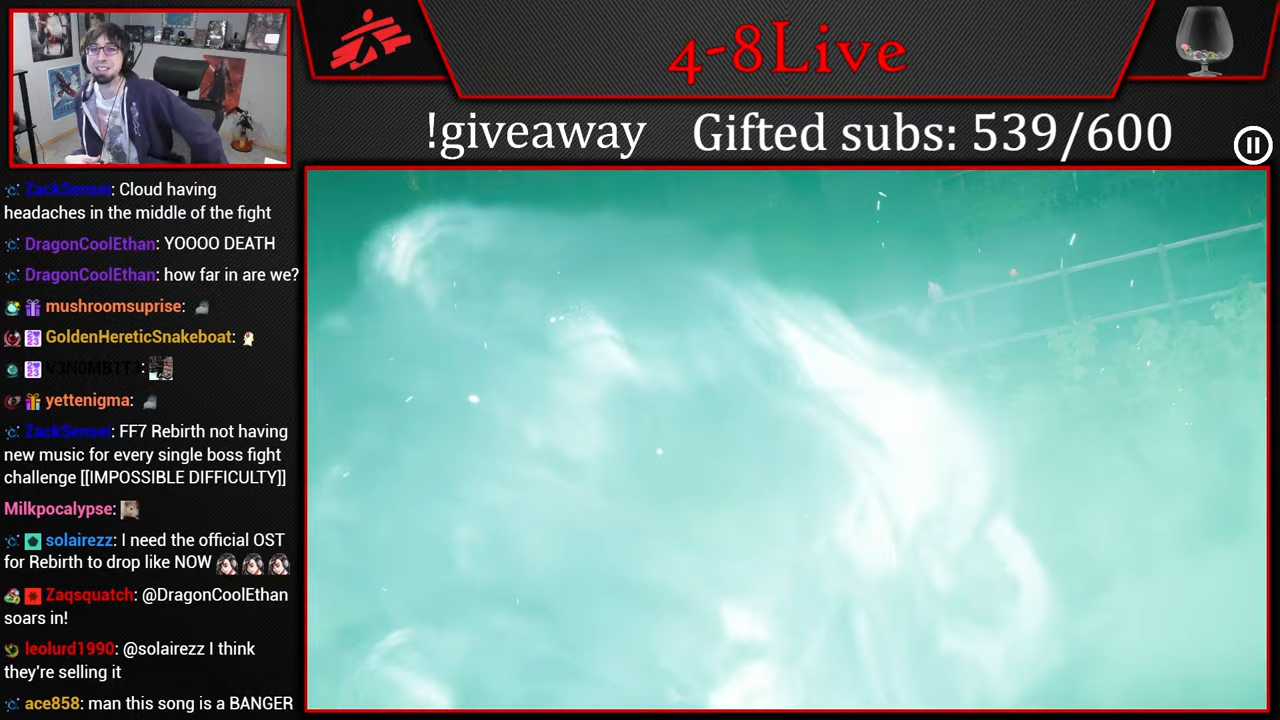 4-8Live
!giveaway Gifted subs: 539/600
ZackSensei: Cloud having
headaches in the middle of the fight
DragonCoolEthan: YOOOO DEATH
DragonCoolEthan: how far in are we?
mushroomsuprise:
GoldenHereticSnakeboat:
V3N0MB1T3:
yettenigma:
ZackSensei: FF7 Rebirth not having
new music for every single boss fight
challenge [[IMPOSSIBLE DIFFICULTY]]
Milkpocalypse:
solairezz: I need the official OST
for Rebirth to drop like NOW
Zaqsquatch: @DragonCoolEthan
soars in!
leolurd1990: @solairezz I think
they're selling it
ace858: man this song is a BANGER